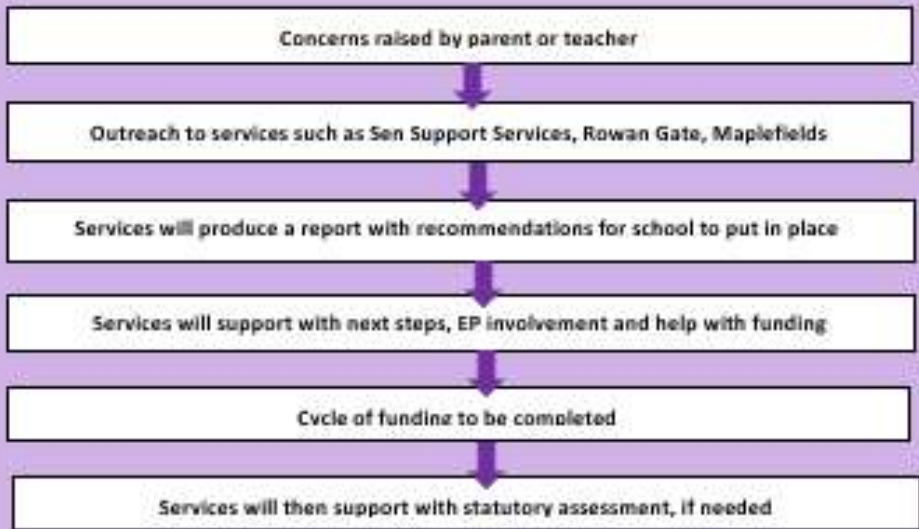 Concerns raised by parent or teacher
Outreach to services such as Sen Support Services, Rowan Gate, Maplefields
Services will produce a report with recommendations for school to put in place
Services will support with next steps, EP involvement and help with funding
Cycle of funding to be completed
Services will then support with statutory assessment, if needed